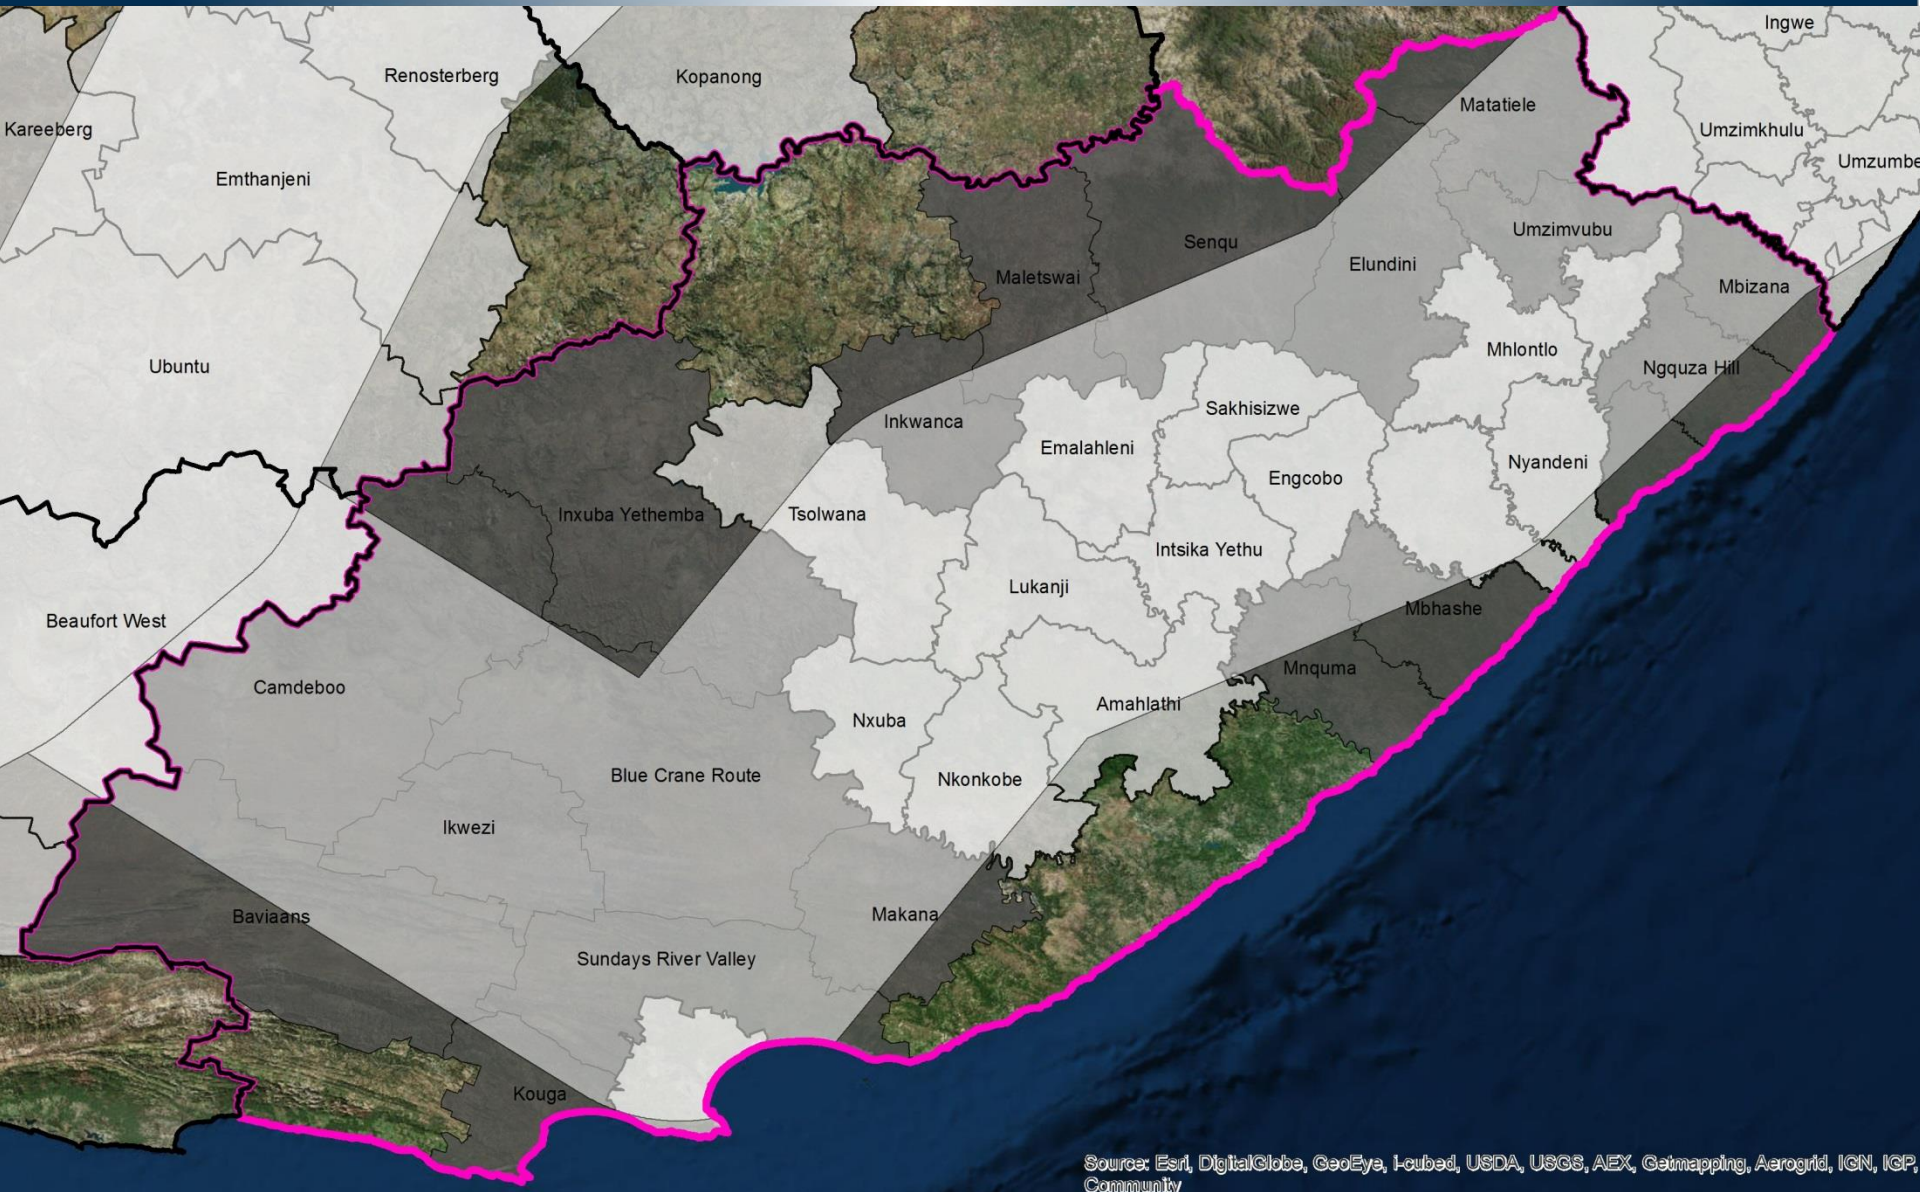 Ingwe
Renosterberg
Kopanong
Matatiele
Kareeberg
Umzimkhulu
Umzumbe
Emthanjeni
Umzimvubu
Senqu
Elundini
Maletswai
Mbizana
Mhlontlo
Ubuntu
Ngquza Hill
Sakhisizwe
Inkwanca
Emalahleni
Nyandeni
Engcobo
Inxuba Yethemba
Tsolwana
Intsika Yethu
Lukanji
Mbhashe
Beaufort West
Mnquma
Camdeboo
Amahlathi
Nxuba
Blue Crane Route
Nkonkobe
Ikwezi
Makana
Baviaans
Sundays River Valley
Kouga
Source: Esri, DigitalGlobe, GeoEye, i-cubed, USDA, USGS, AEX, Getmapping, Aerogrid, IGN, IGP,
Community